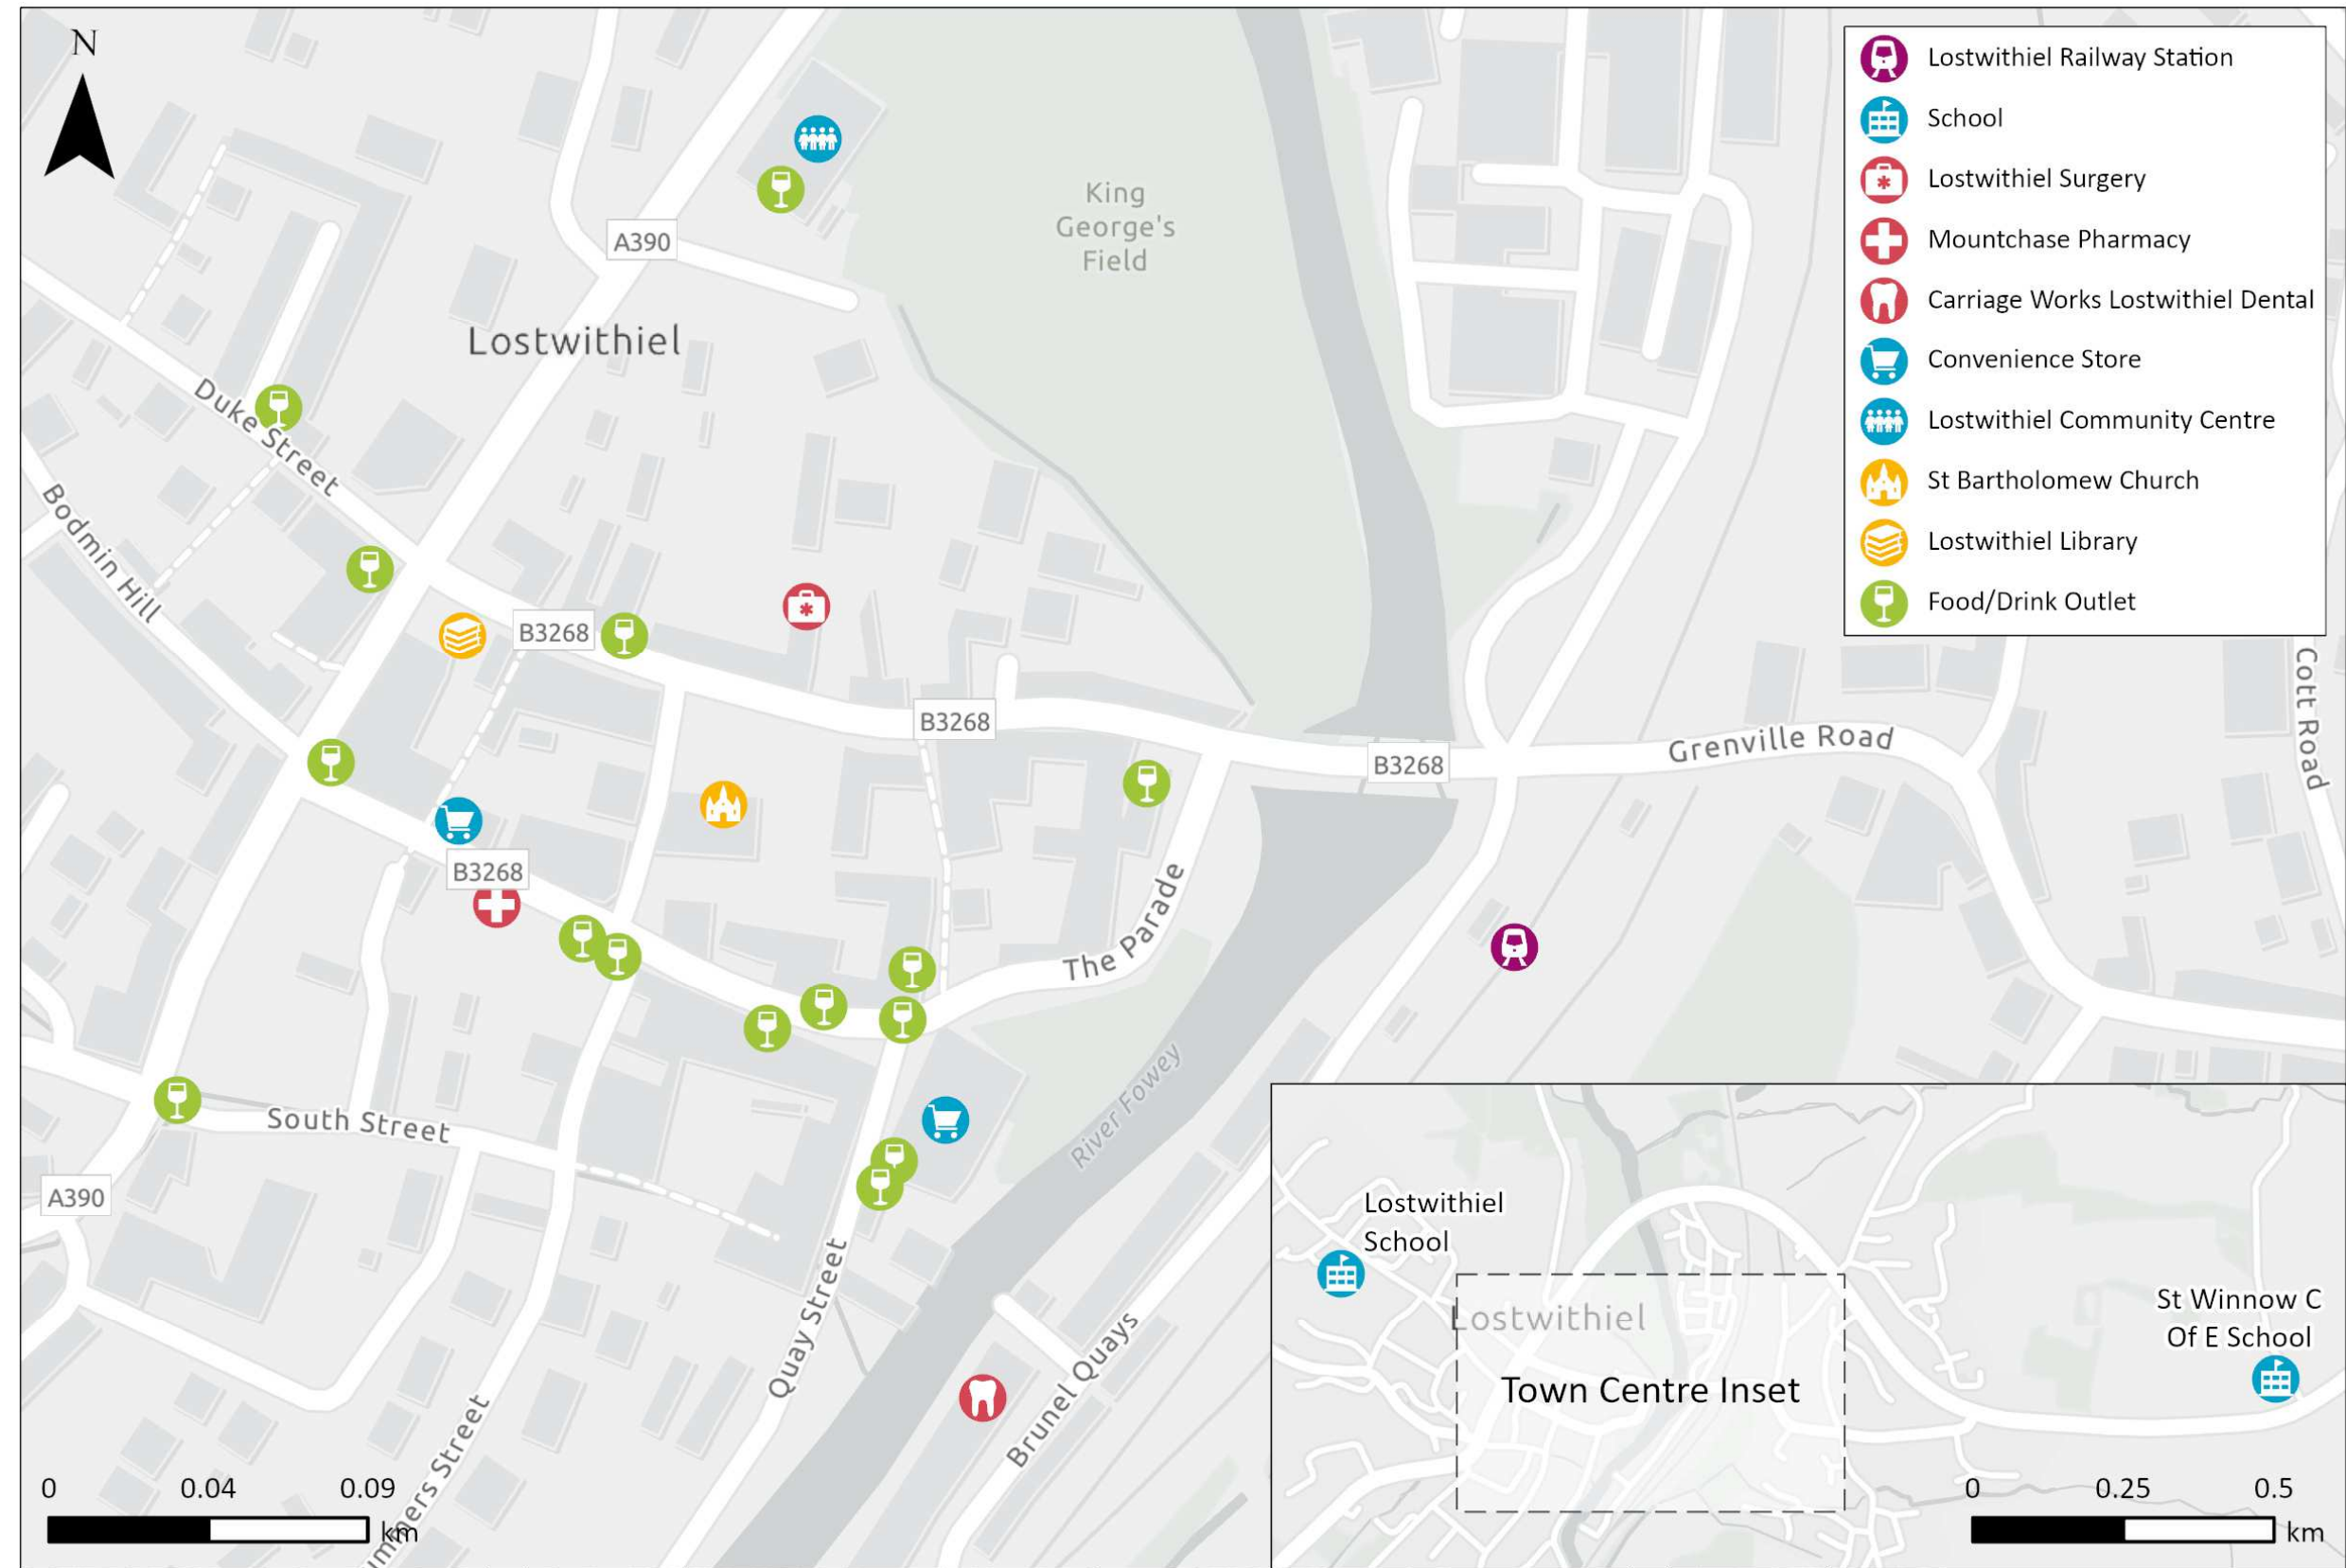 N
Lostwithiel Railway Station
School
Lostwithiel Surgery
Mountchase Pharmacy
Carriage Works Lostwithiel Dental
Convenience Store
Lostwithiel Community Centre
St Bartholomew Church
Lostwithiel Library
Food/Drink Outlet
King
George's
Field
A390
Lostwithiel
Duke Street
Bodmin Hill
B3268
B3268
B3268
Grenville Road
Cott Road
B3268
The Parade
River Fowey
South Street
A390
Quay Street
Brunel Quays
ummers Street
0 0.04 0.09
km
Lostwithiel
School
Lostwithiel
St Winnow C
Of E School
Town Centre Inset
0 0.25 0.5
km